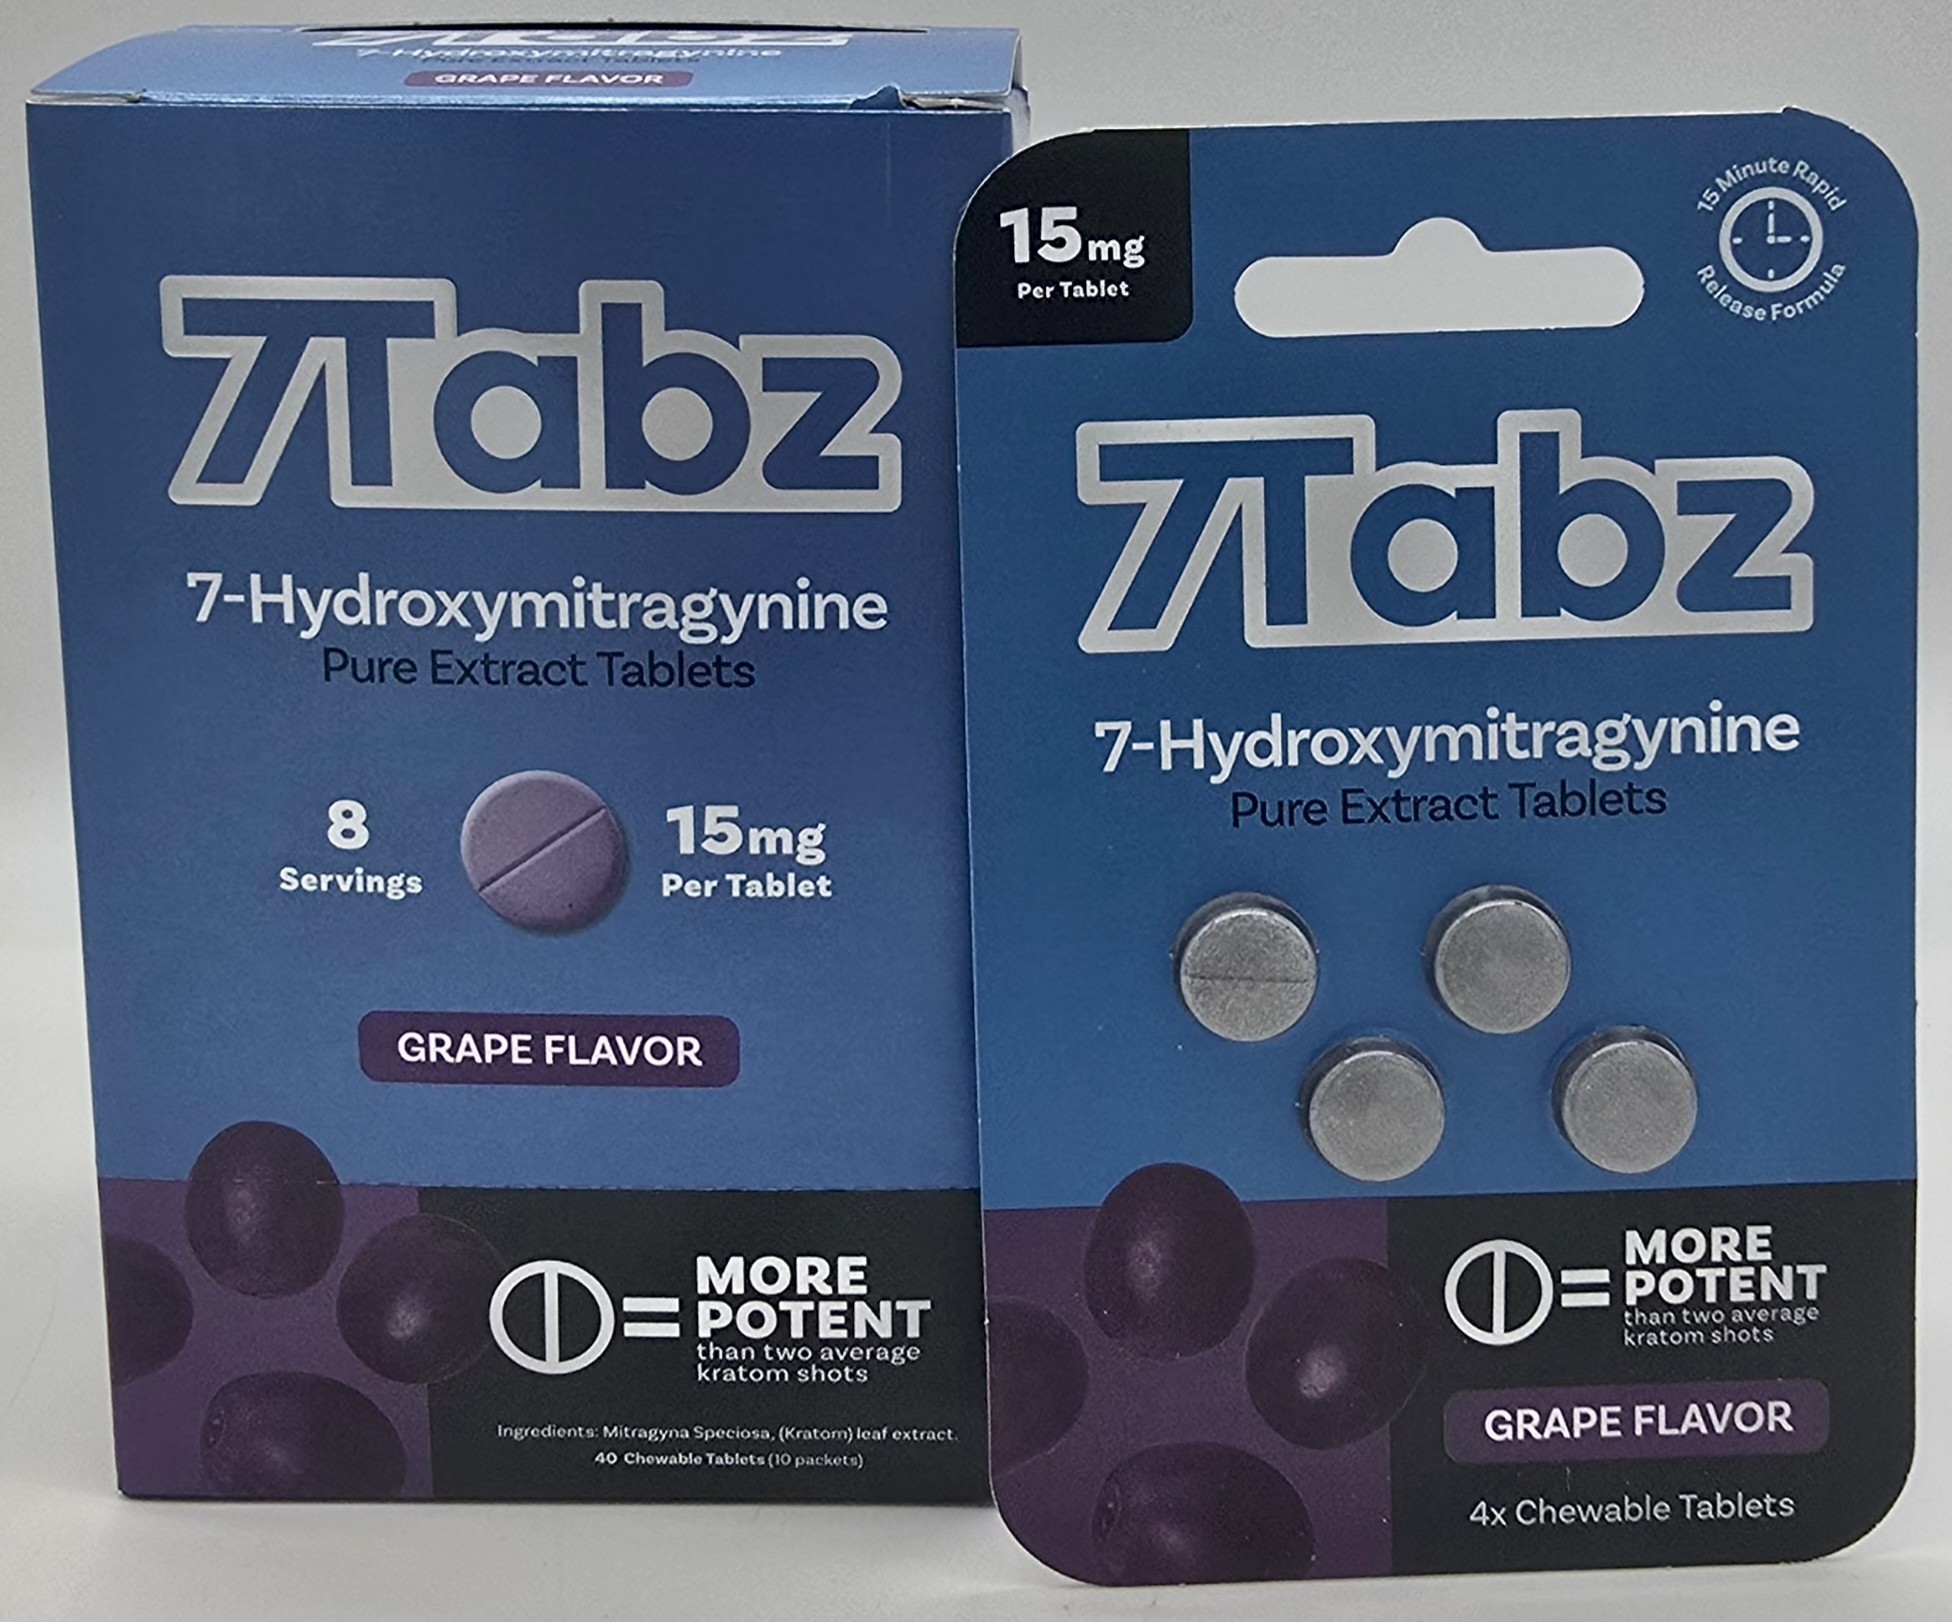 7Tabz
7-Hydroxymitragynine
Pure Extract Tablets
GRAPE FLAVOR
7Tabz
7-Hydroxymitragynine
Pure Extract Tablets
8
Servings
15mg
Per Tablet
GRAPE FLAVOR
= MORE
POTENT
than two average
kratom shots
Ingredients: Mitragyna Speciosa, (Kratom) leaf extract.
40 Chewable Tablets (10 packets)
15mg
Per Tablet
15 Minute Rapid
Release Formula
7Tabz
7-Hydroxymitragynine
Pure Extract Tablets
= MORE
POTENT
than two average
kratom shots
GRAPE FLAVOR
4x Chewable Tablets